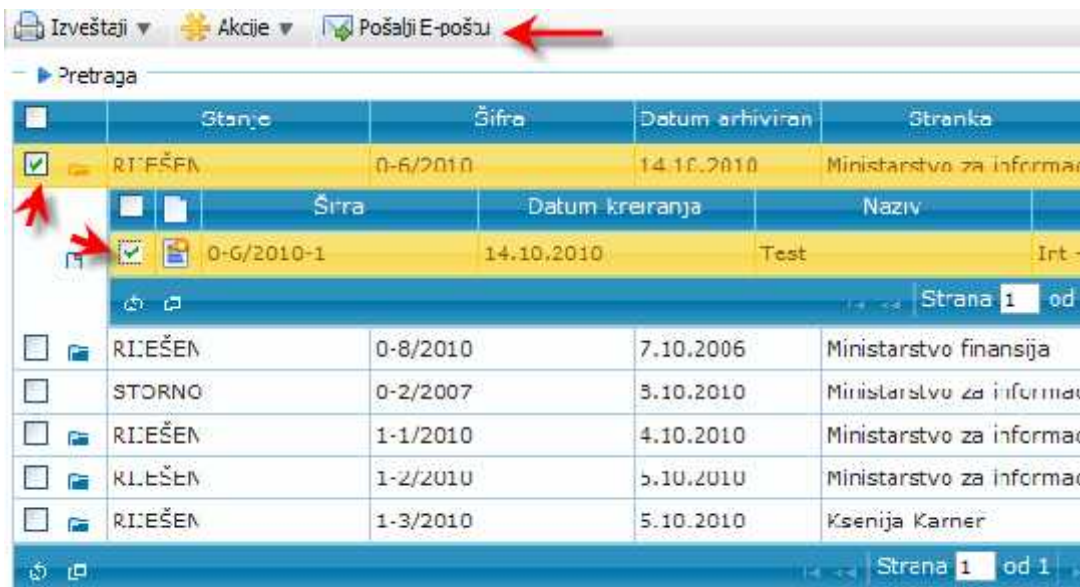 Izveštaji Akcije Pošalji E-poštu
Pretraga
Stanje Šifra Datum arhiviran Stranka
RIJEŠEN 0-6/2010 14.10.2010 Ministarstvo za informac
Šifra Datum kreiranja Naziv
0-6/2010-1 14.10.2010 Test
Strana 1 od
RIJEŠEN 0-8/2010 7.10.2006 Ministarstvo finansija
STORNO 0-2/2007 Ministarstvo za informac
RIJEŠEN 1-1/2010 4.10.2010 Ministarstvo za informac
RIJEŠEN 1-2/2010 5.10.2010 Ministarstvo za informac
RIJEŠEN 1-3/2010 5.10.2010 Ksenija Karner
Strana 1 od 1